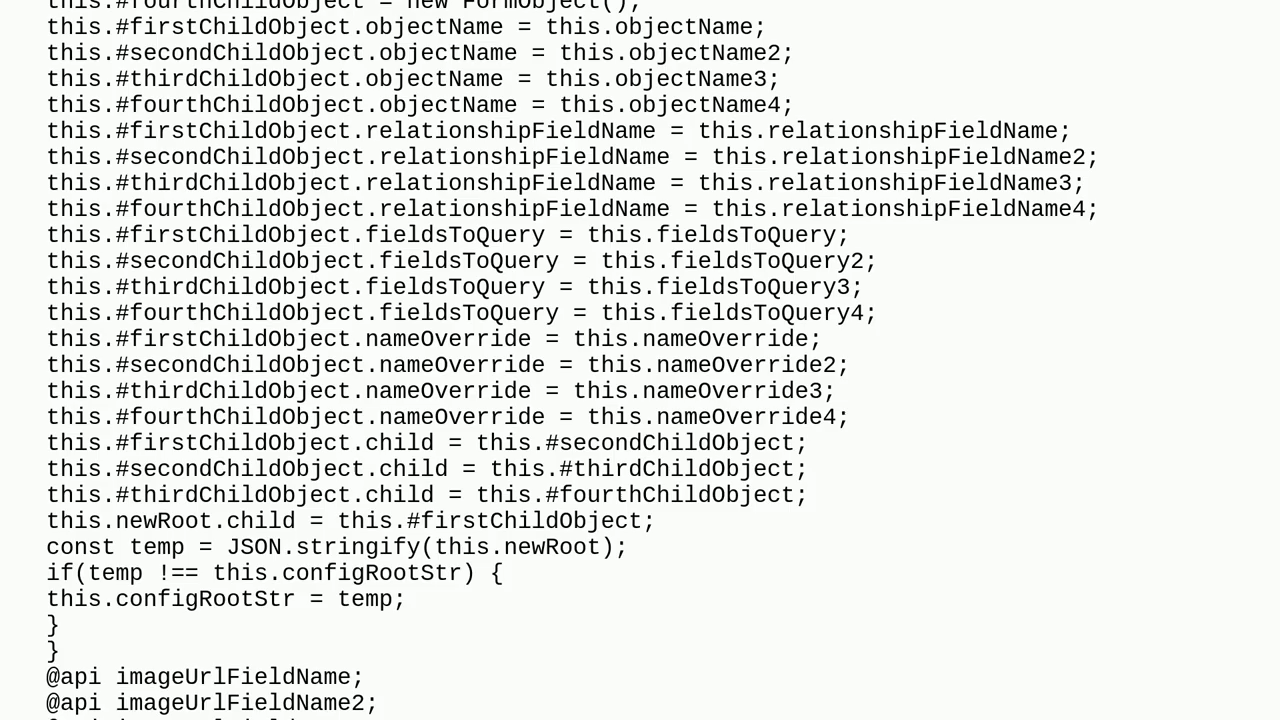 this.#fourthChildObject = new FormObject();
this.#firstChildObject.objectName = this.objectName;
this.#secondChildObject.objectName = this.objectName2;
this.#thirdChildObject.objectName = this.objectName3;
this.#fourthChildObject.objectName = this.objectName4;
this.#firstChildObject.relationshipFieldName = this.relationshipFieldName;
this.#secondChildObject.relationshipFieldName = this.relationshipFieldName2;
this.#thirdChildObject.relationshipFieldName = this.relationshipFieldName3;
this.#fourthChildObject.relationshipFieldName = this.relationshipFieldName4;
this.#firstChildObject.fieldsToQuery = this.fieldsToQuery;
this.#secondChildObject.fieldsToQuery = this.fieldsToQuery2;
this.#thirdChildObject.fieldsToQuery = this.fieldsToQuery3;
this.#fourthChildObject.fieldsToQuery = this.fieldsToQuery4;
this.#firstChildObject.nameOverride = this.nameOverride;
this.#secondChildObject.nameOverride = this.nameOverride2;
this.#thirdChildObject.nameOverride = this.nameOverride3;
this.#fourthChildObject.nameOverride = this.nameOverride4;
this.#firstChildObject.child = this.#secondChildObject;
this.#secondChildObject.child = this.#thirdChildObject;
this.#thirdChildObject.child = this.#fourthChildObject;
this.newRoot.child = this.#firstChildObject;
const temp = JSON.stringify(this.newRoot);
if(temp !== this.configRootStr) {
this.configRootStr = temp;
}
}
@api imageUrlFieldName;
@api imageUrlFieldName2;